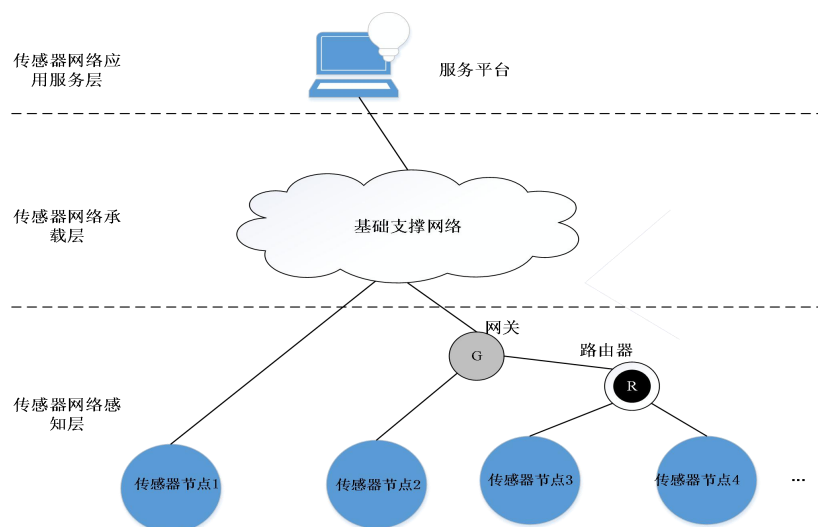 传感器网络应
用服务层
服务平台
传感器网络承
载层
基础支撑网络
网关
G
路由器
R
传感器网络感
知层
传感器节点1
传感器节点2
传感器节点3
传感器节点4
...